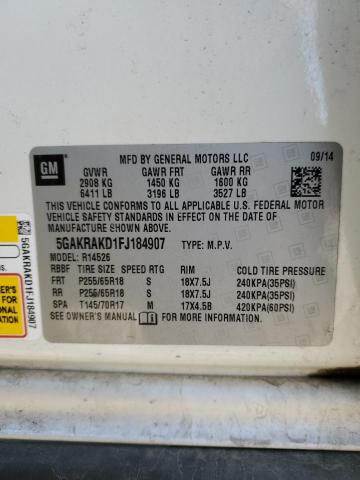 GM
MFD BY GENERAL MOTORS LLC 09/14
GVWR GAWR FRT GAWR RR
2908 KG 1450 KG 1600 KG
6411 LB 3196 LB 3527 LB
THIS VEHICLE CONFORMS TO ALL APPLICABLE U.S. FEDERAL MOTOR
VEHICLE SAFETY STANDARDS IN EFFECT ON THE DATE OF
MANUFACTURE SHOWN ABOVE.
5GAKRAKD1FJ184907 TYPE: M.P.V.
MODEL: R14526
RBBF TIRE SIZE SPEED RTG RIM COLD TIRE PRESSURE
FRT P255/65R18 S 18X7.5J 240KPA(35PSI)
RR P255/65R18 S 18X7.5J 240KPA(35PSI)
SPA T145/70R17 M 17X4.5B 420KPA(60PSI)
SEE OWNER'S MANUAL FOR MORE INFORMATION.
5GAKRAKD1FJ184907